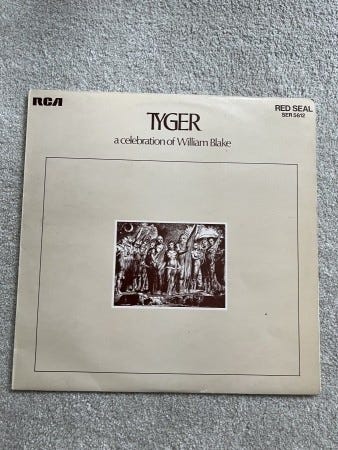 RCA
RED SEAL
SER 5612
TYGER
a celebration of William Blake